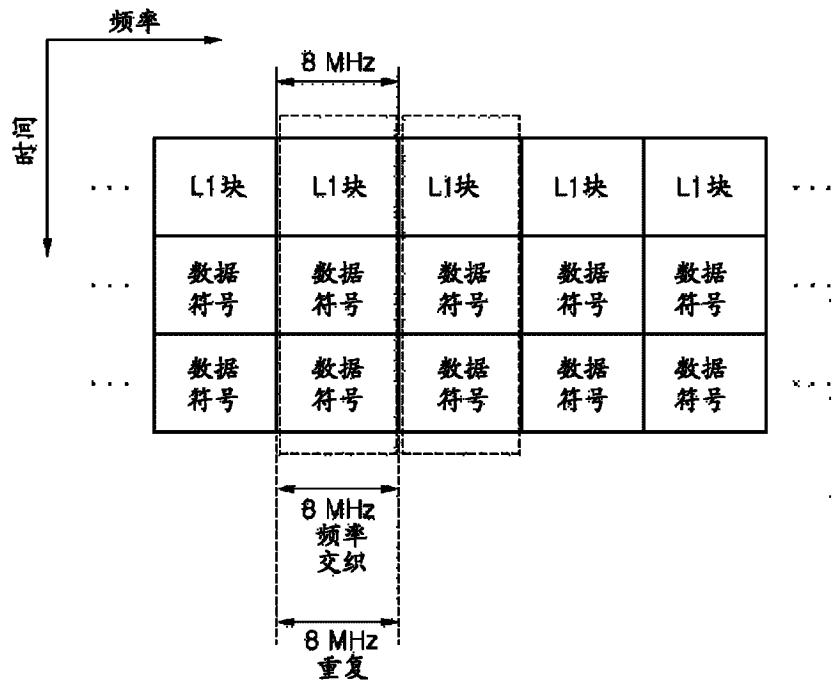 频率
8 MHz
时间
... L1块 L1块 L1块 L1块 L1块 ...
... 数据 数据 数据 数据 数据 ...
符号 符号 符号 符号 符号
... 数据 数据 数据 数据 数据 ...
符号 符号 符号 符号 符号
8 MHz
频率
交织
8 MHz
重复